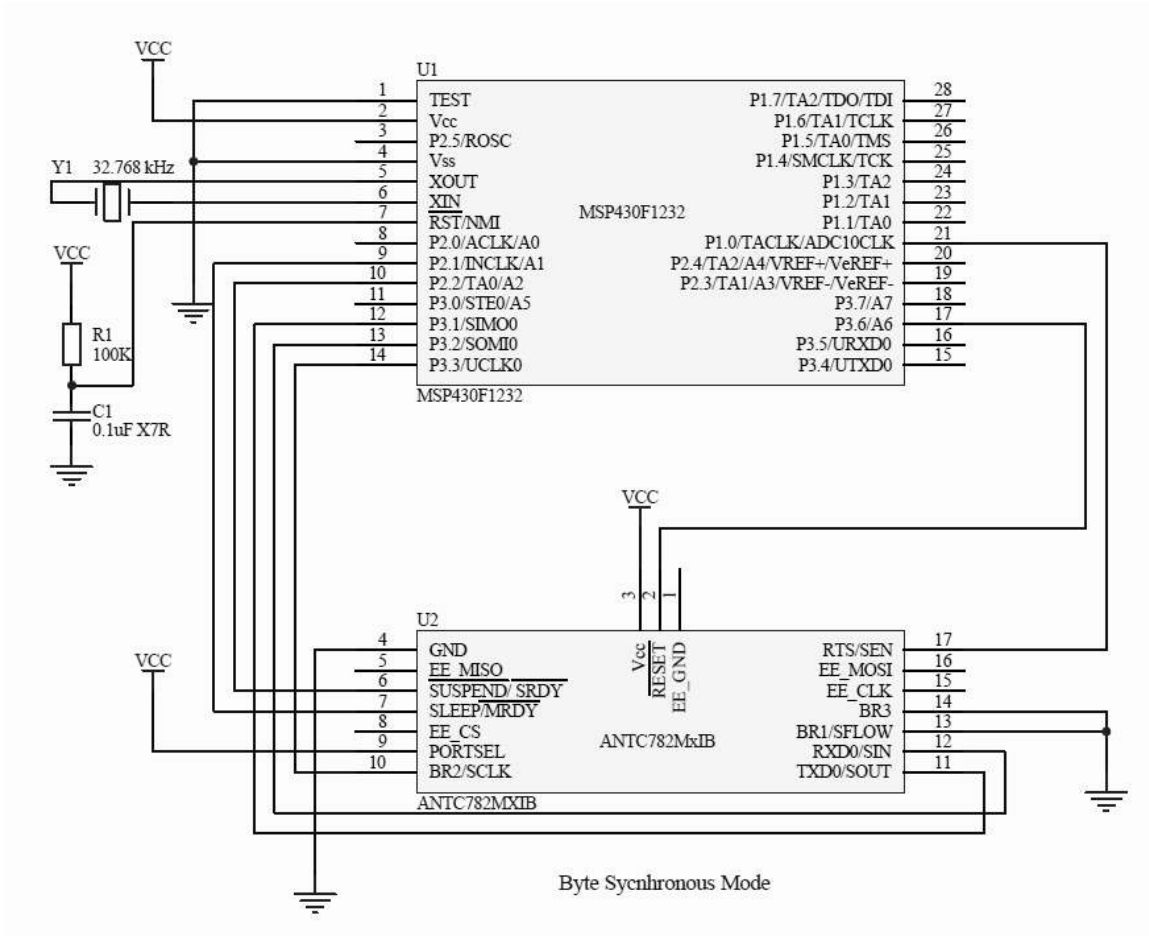 VCC
U1
1 TEST
2 Vcc
3 P2.5/ROSC
4 Vss
5 XOUT
6 XIN
7 RST/NMI
8 P2.0/ACLK/A0
9 P2.1/INCLK/A1
10 P2.2/TA0/A2
11 P3.0/STE0/A5
12 P3.1/SIMO0
13 P3.2/SOMI0
14 P3.3/UCLK0
MSP430F1232
P1.7/TA2/TDO/TDI 28
P1.6/TA1/TCLK 27
P1.5/TA0/TMS 26
P1.4/SMCLK/TCK 25
P1.3/TA2 24
P1.2/TA1 23
P1.1/TA0 22
P1.0/TACLK/ADC10CLK 21
P2.4/TA2/A4/VREF+/VeREF+ 20
P2.3/TA1/A3/VREF-/VeREF- 19
P3.7/A7 18
P3.6/A6 17
P3.5/URXD0 16
P3.4/UTXD0 15
MSP430F1232
Y1 32.768 kHz
VCC
R1
100K
C1
0.1uF X7R
VCC
3 Vcc
2 RESET
1 EE_GND
U2
VCC
4 GND
5 EE_MISO
6 SUSPEND/ SRDY
7 SLEEP/MRDY
8 EE_CS
9 PORTSEL
10 BR2/SCLK
ANTC782MxIB
RTS/SEN 17
EE_MOSI 16
EE_CLK 15
BR3 14
BR1/SFLOW 13
RXD0/SIN 12
TXD0/SOUT 11
ANTC782MXIB
Byte Sycnhronous Mode